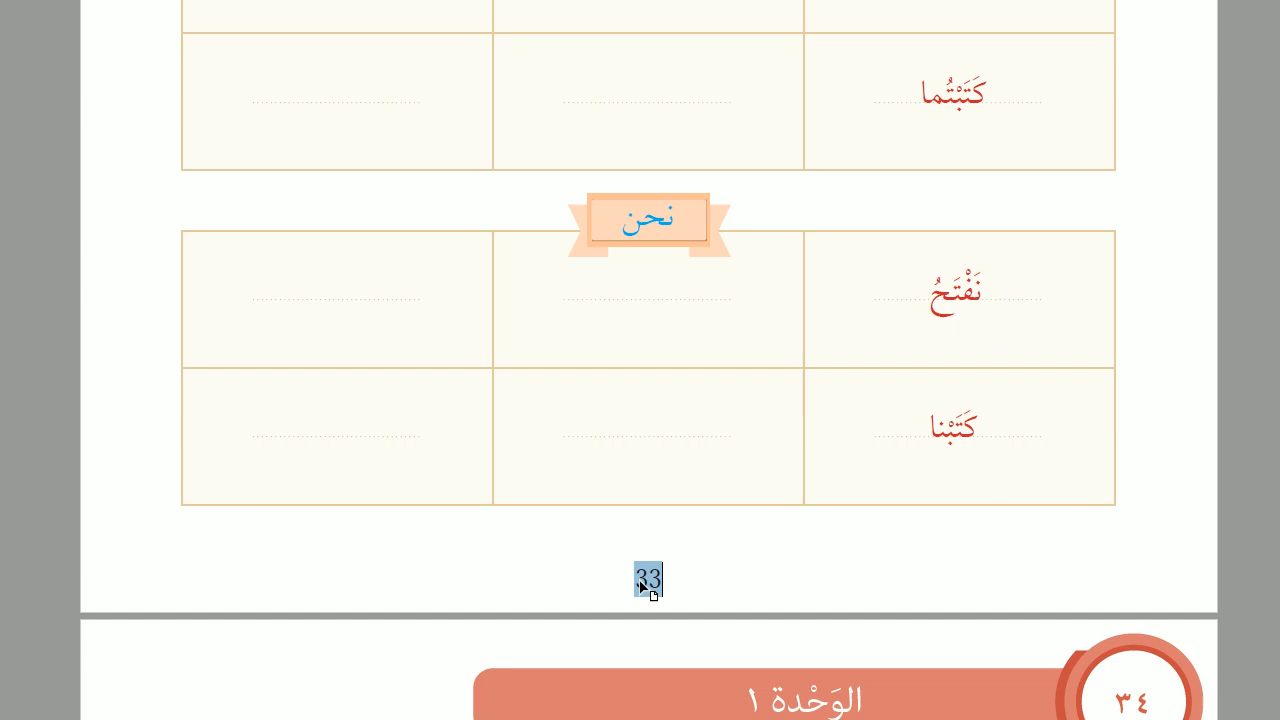 كَتَبْتُما
نحن
نَفْتَحُ
كَتَبْنا
33
الوَحْدة ١
٣٤